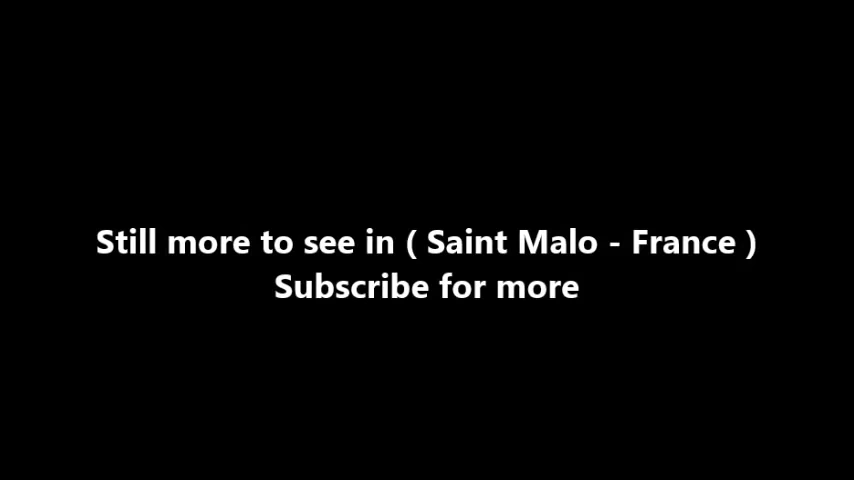 Still more to see in ( Saint Malo - France )
Subscribe for more